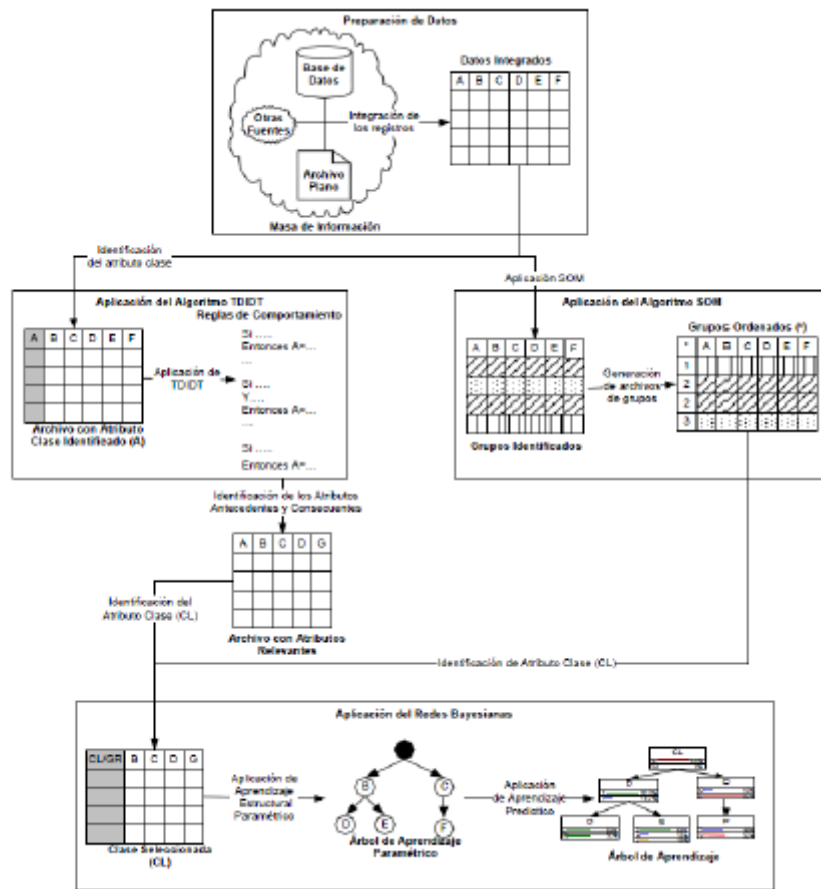 Preparación de Datos
Base de
Datos
Otras
Fuentes
Archivo
Plano
Masa de Información
Integración de
los registros
Datos Integrados
A B C D E F
Identificación
del atributo clase
Aplicación SOM
Aplicación del Algoritmo TDIDT
Reglas de Comportamiento
A B C D E F
Aplicación de
TDIDT
Si .....
Entonces A=...
...
Si .....
Y.....
Entonces A=...
...
Si .....
Entonces A=...
Archivo con Atributo
Clase Identificado (A)
Aplicación del Algoritmo SOM
A B C D E F
Grupos Identificados
Generación
de archivos
de grupos
Grupos Ordenados (*)
* A B C D E F
1
2
2
3
Identificación de los Atributos
Antecedentes y Consecuentes
A B C D G
Archivo con Atributos
Relevantes
Identificación del
Atributo Clase (CL)
Identificación de Atributo Clase (CL)
Aplicación del Redes Bayesianas
CL/GR B C D G
Clase Seleccionada
(CL)
Aplicación de
Aprendizaje
Estructural
Paramétrico
B C
D E F
Árbol de Aprendizaje
Paramétrico
Aplicación
de Aprendizaje
Predictivo
CL
Árbol de Aprendizaje